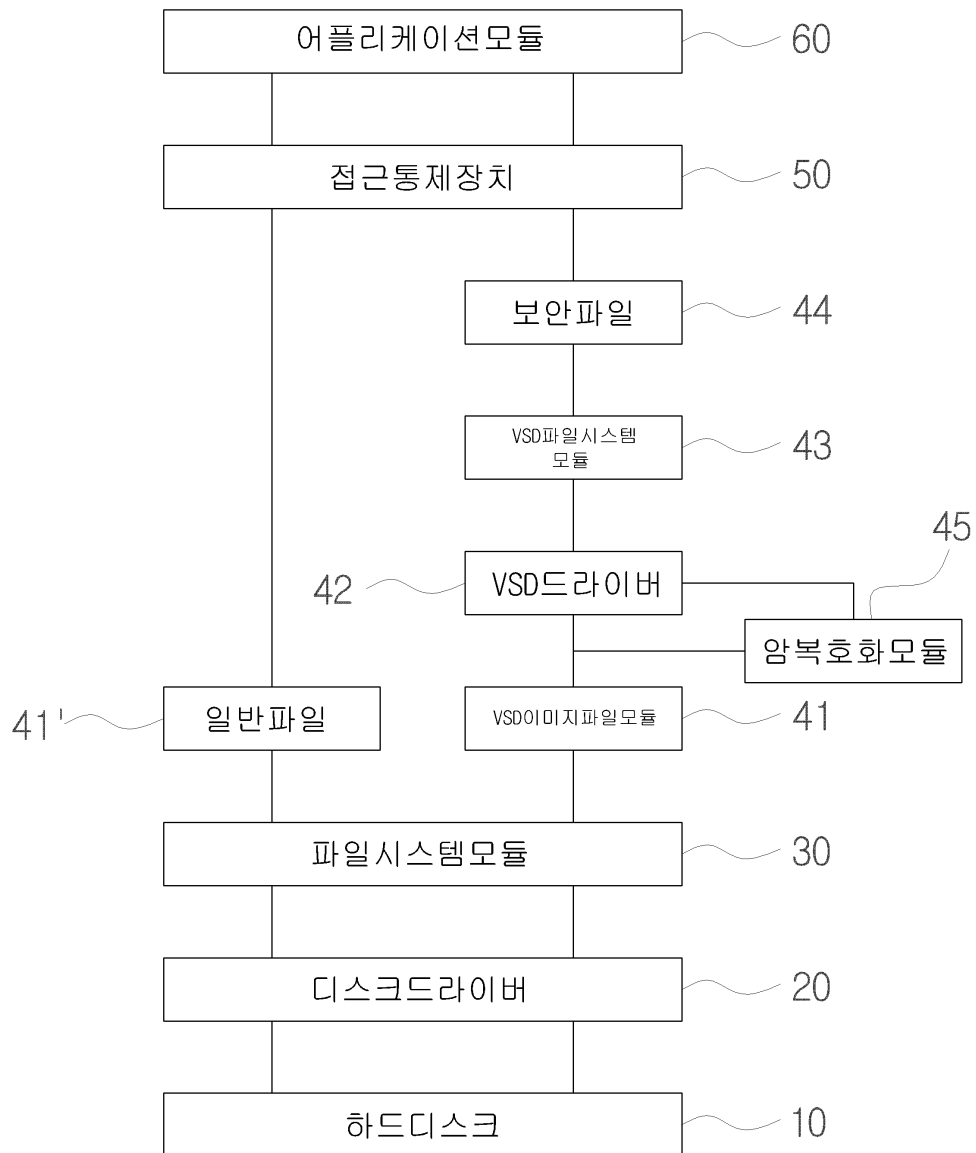 어플리케이션모듈 60
접근통제장치 50
보안파일 44
VSD파일시스템
모듈
43
45
42 VSD드라이버
암복호화모듈
41' 일반파일 VSD이미지파일모듈 41
파일시스템모듈 30
디스크드라이버 20
하드디스크 10